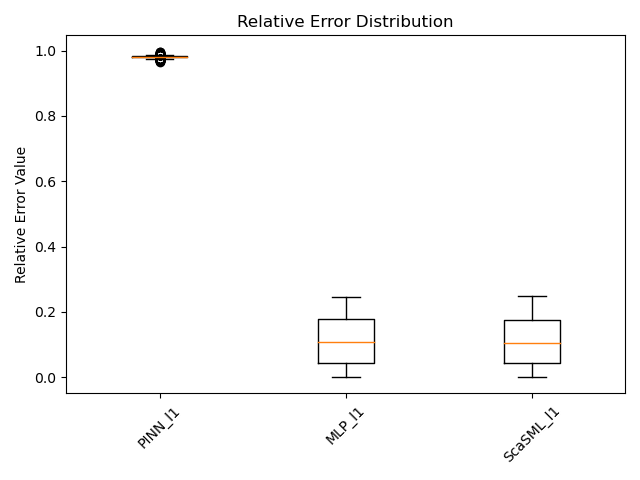 Relative Error Distribution
Relative Error Value
1.0
0.8
0.6
0.4
0.2
0.0
PINN_l1
MLP_l1
ScaSML_l1